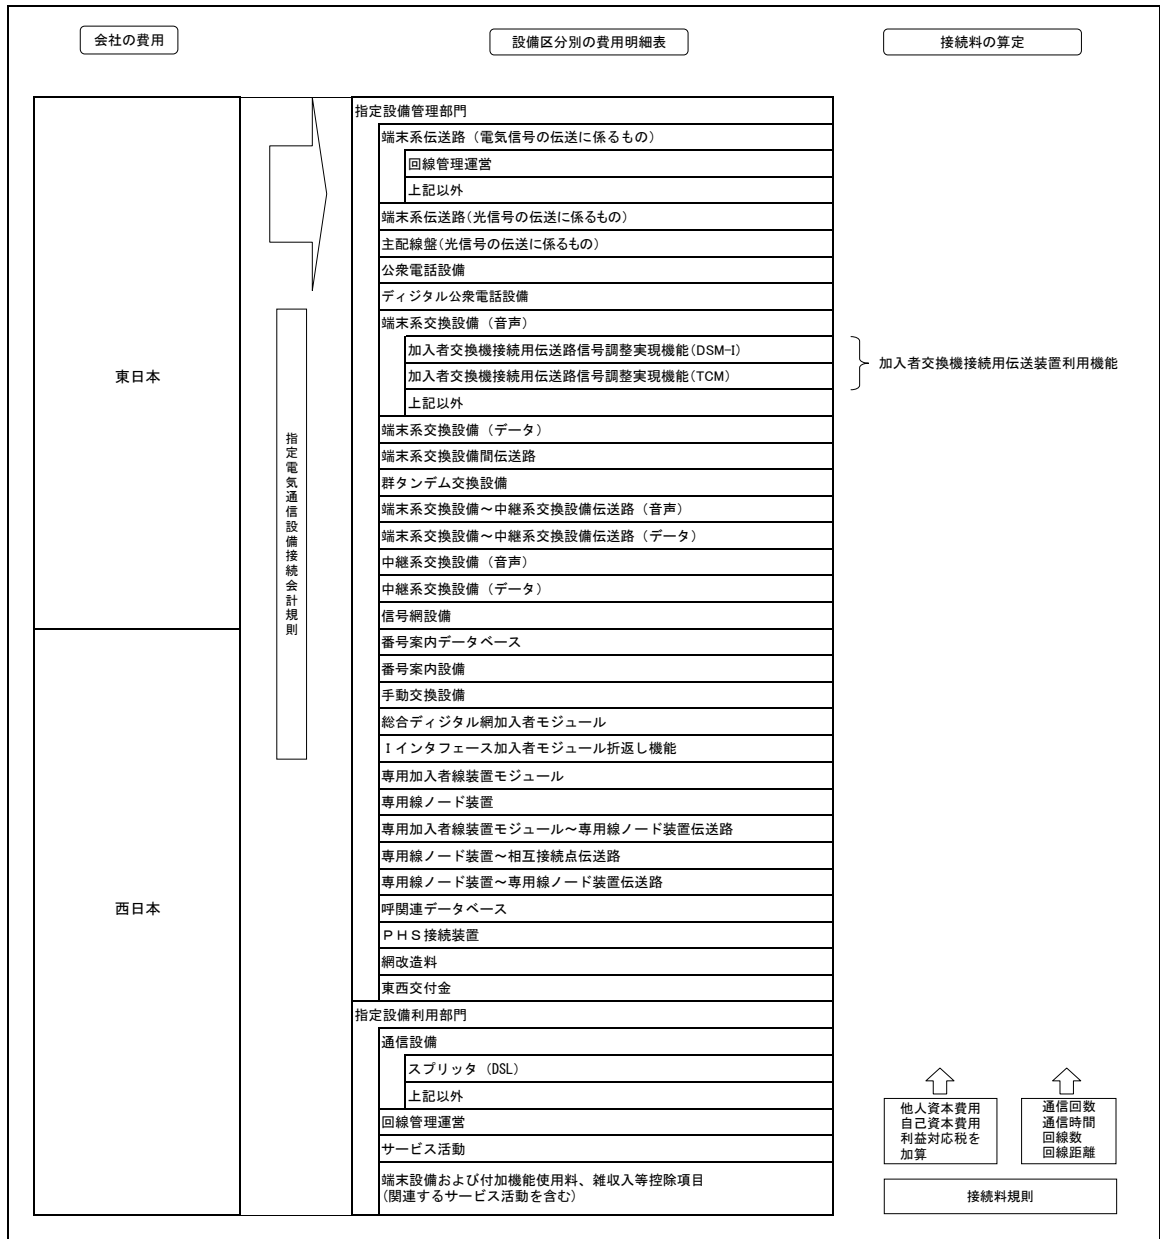 会社の費用
設備区分別の費用明細表
接続料の算定
東日本
西日本
指定電気通信設備接続会計規則
指定設備管理部門
端末系伝送路（電気信号の伝送に係るもの）
回線管理運営
上記以外
端末系伝送路(光信号の伝送に係るもの)
主配線盤(光信号の伝送に係るもの)
公衆電話設備
ディジタル公衆電話設備
端末系交換設備（音声）
加入者交換機接続用伝送路信号調整実現機能(DSM-I)
加入者交換機接続用伝送路信号調整実現機能(TCM)
上記以外
端末系交換設備（データ）
端末系交換設備間伝送路
群タンデム交換設備
端末系交換設備～中継系交換設備伝送路（音声）
端末系交換設備～中継系交換設備伝送路（データ）
中継系交換設備（音声）
中継系交換設備（データ）
信号網設備
番号案内データベース
番号案内設備
手動交換設備
総合ディジタル網加入者モジュール
Ｉインタフェース加入者モジュール折返し機能
専用加入者線装置モジュール
専用線ノード装置
専用加入者線装置モジュール～専用線ノード装置伝送路
専用線ノード装置～相互接続点伝送路
専用線ノード装置～専用線ノード装置伝送路
呼関連データベース
ＰＨＳ接続装置
網改造料
東西交付金
指定設備利用部門
通信設備
スプリッタ（DSL）
上記以外
回線管理運営
サービス活動
端末設備および付加機能使用料、雑収入等控除項目
(関連するサービス活動を含む)
加入者交換機接続用伝送装置利用機能
他人資本費用
自己資本費用
利益対応税を
加算
通信回数
通信時間
回線数
回線距離
接続料規則